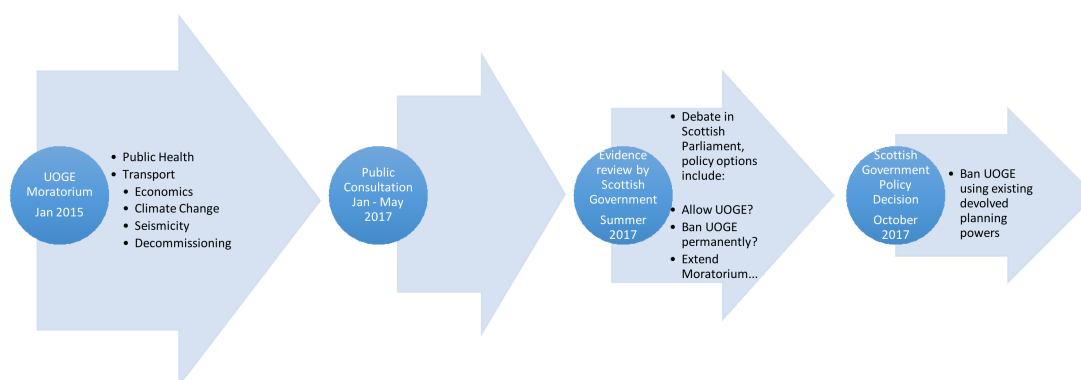 UOGE
Moratorium
Jan 2015
• Public Health
• Transport
• Economics
• Climate Change
• Seismicity
• Decommissioning
Public
Consultation
Jan - May
2017
Evidence
review by
Scottish
Government
Summer
2017
• Debate in
Scottish
Parliament,
policy options
include:
• Allow UOGE?
• Ban UOGE
permanently?
• Extend
Moratorium...
Scottish
Government
Policy
Decision
October
2017
• Ban UOGE
using existing
devolved
planning
powers